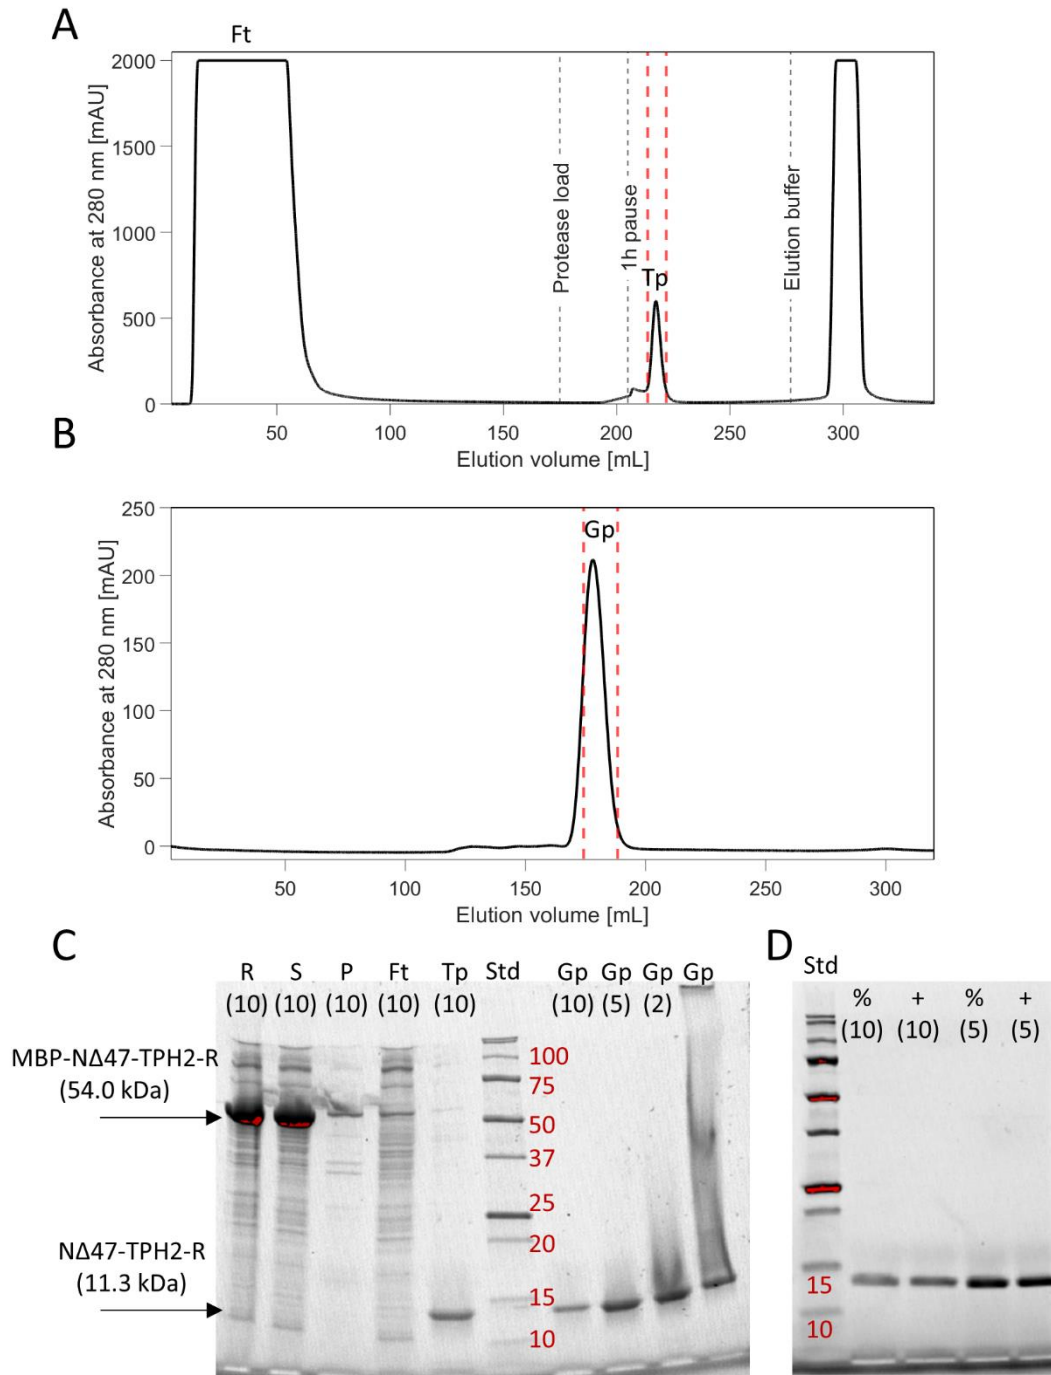 A
Ft
2000
1500
1000
500
0
Absorbance at 280 nm [mAU]
Protease load
1h pause
Tp
Elution buffer
50 100 150 200 250 300
Elution volume [mL]
B
250
200
150
100
50
0
Absorbance at 280 nm [mAU]
Gp
50 100 150 200 250 300
Elution volume [mL]
C
R S P Ft Tp Std Gp Gp Gp Gp
(10) (10) (10) (10) (10) (10) (5) (2)
MBP-NΔ47-TPH2-R
(54.0 kDa)
NΔ47-TPH2-R
(11.3 kDa)
100
75
50
37
25
20
15
10
D
Std
% + % +
(10) (10) (5) (5)
15
10